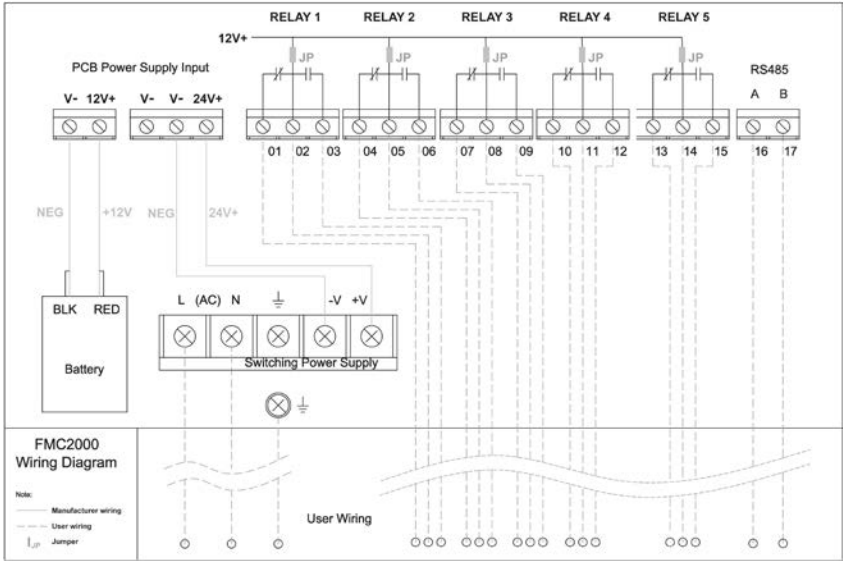 RELAY 1 RELAY 2 RELAY 3 RELAY 4 RELAY 5
12V+
JP JP JP JP JP
PCB Power Supply Input
RS485
V- 12V+ V- V- 24V+
A B
01 02 03 04 05 06 07 08 09 10 11 12 13 14 15 16 17
NEG +12V NEG 24V+
L (AC) N -V +V
BLK RED
Switching Power Supply
Battery
FMC2000
Wiring Diagram
Note:
Manufacturer wiring
User wiring
JP Jumper
User Wiring